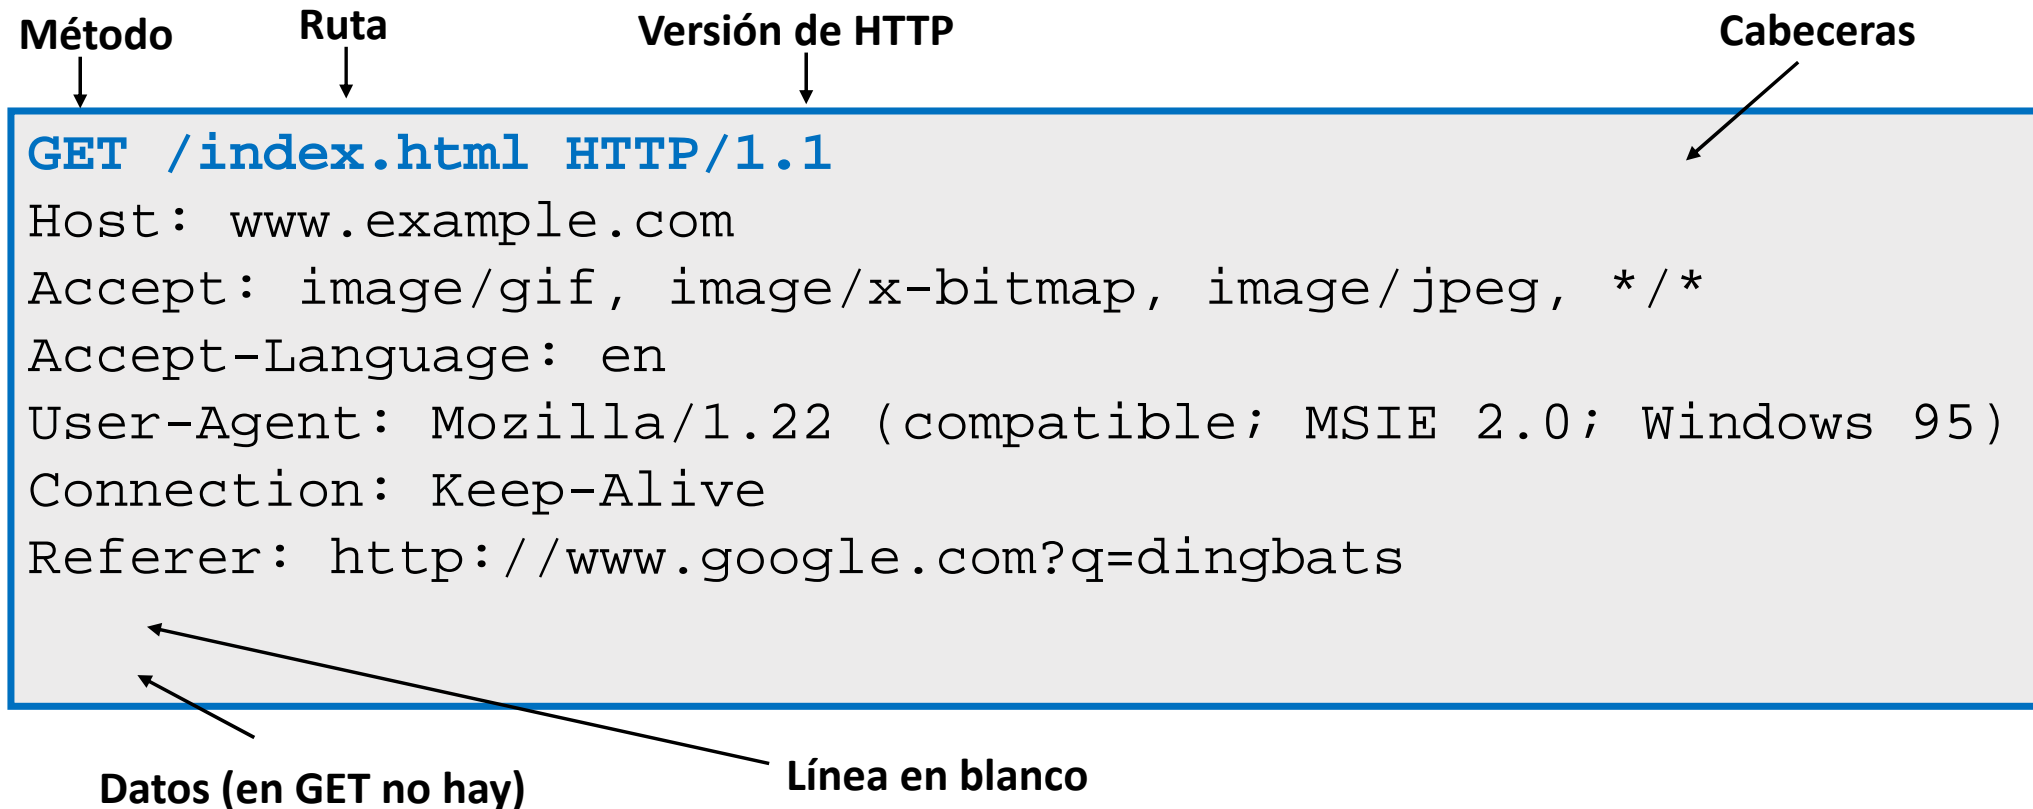 Método
Ruta
Versión de HTTP
Cabeceras
GET /index.html HTTP/1.1
Host: www.example.com
Accept: image/gif, image/x-bitmap, image/jpeg, */*
Accept-Language: en
User-Agent: Mozilla/1.22 (compatible; MSIE 2.0; Windows 95)
Connection: Keep-Alive
Referer: http://www.google.com?q=dingbats
Datos (en GET no hay)
Línea en blanco